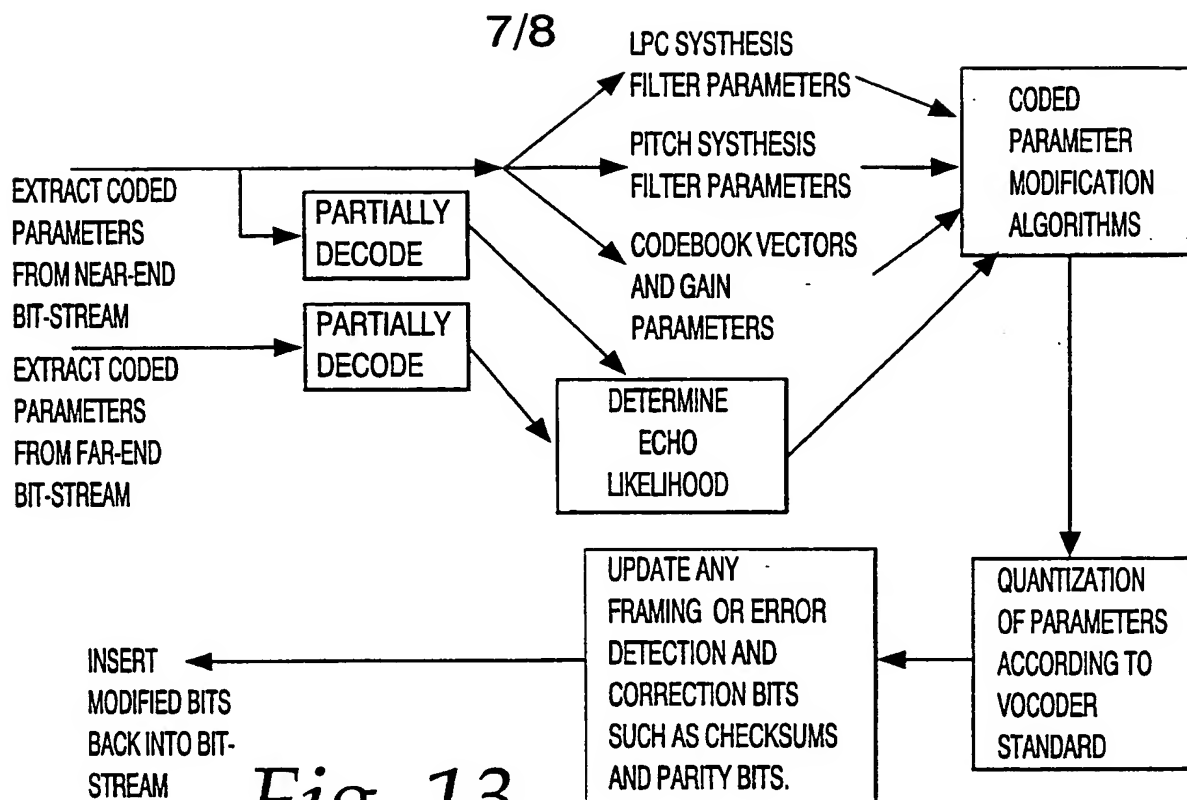 7/8
LPC SYSTHESIS
FILTER PARAMETERS
PITCH SYSTHESIS
FILTER PARAMETERS
CODEBOOK VECTORS
AND GAIN
PARAMETERS
CODED
PARAMETER
MODIFICATION
ALGORITHMS
EXTRACT CODED
PARAMETERS
FROM NEAR-END
BIT-STREAM
PARTIALLY
DECODE
EXTRACT CODED
PARAMETERS
FROM FAR-END
BIT-STREAM
PARTIALLY
DECODE
DETERMINE
ECHO
LIKELIHOOD
QUANTIZATION
OF PARAMETERS
ACCORDING TO
VOCODER
STANDARD
UPDATE ANY
FRAMING OR ERROR
DETECTION AND
CORRECTION BITS
SUCH AS CHECKSUMS
AND PARITY BITS.
INSERT
MODIFIED BITS
BACK INTO BIT-
STREAM
Fig. 13